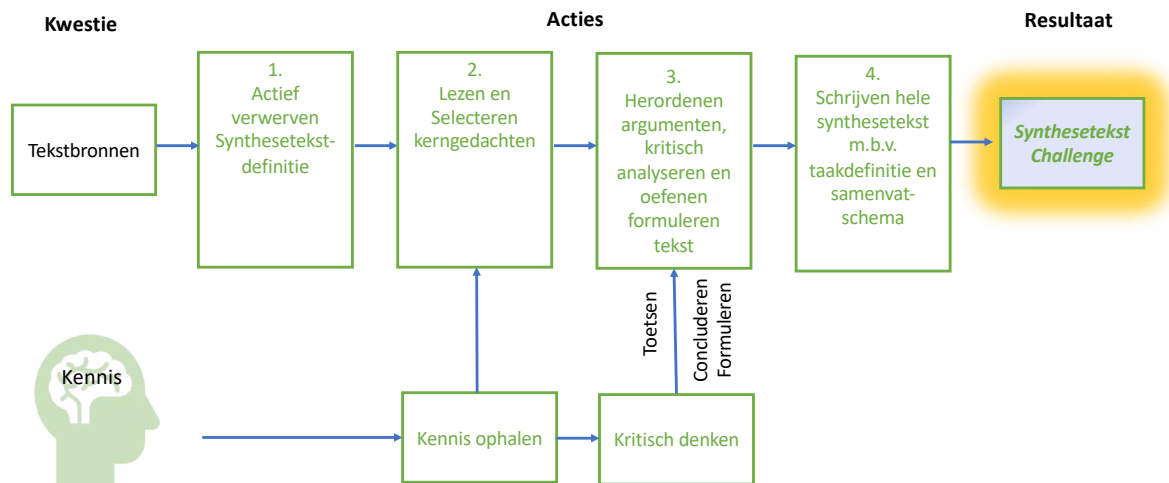 Kwestie
Acties
Resultaat
Tekstbronnen
1.
Actief
verwerven
Synthesetekst-
definitie
2.
Lezen en
Selecteren
kerngedachten
3.
Herordenen
argumenten,
kritisch
analyseren en
oefenen
formuleren
tekst
4.
Schrijven hele
synthesetekst
m.b.v.
taakdefinitie en
samenvat-
schema
Synthesetekst
Challenge
Toetsen
Concluderen
Formuleren
Kennis
Kennis ophalen
Kritisch denken